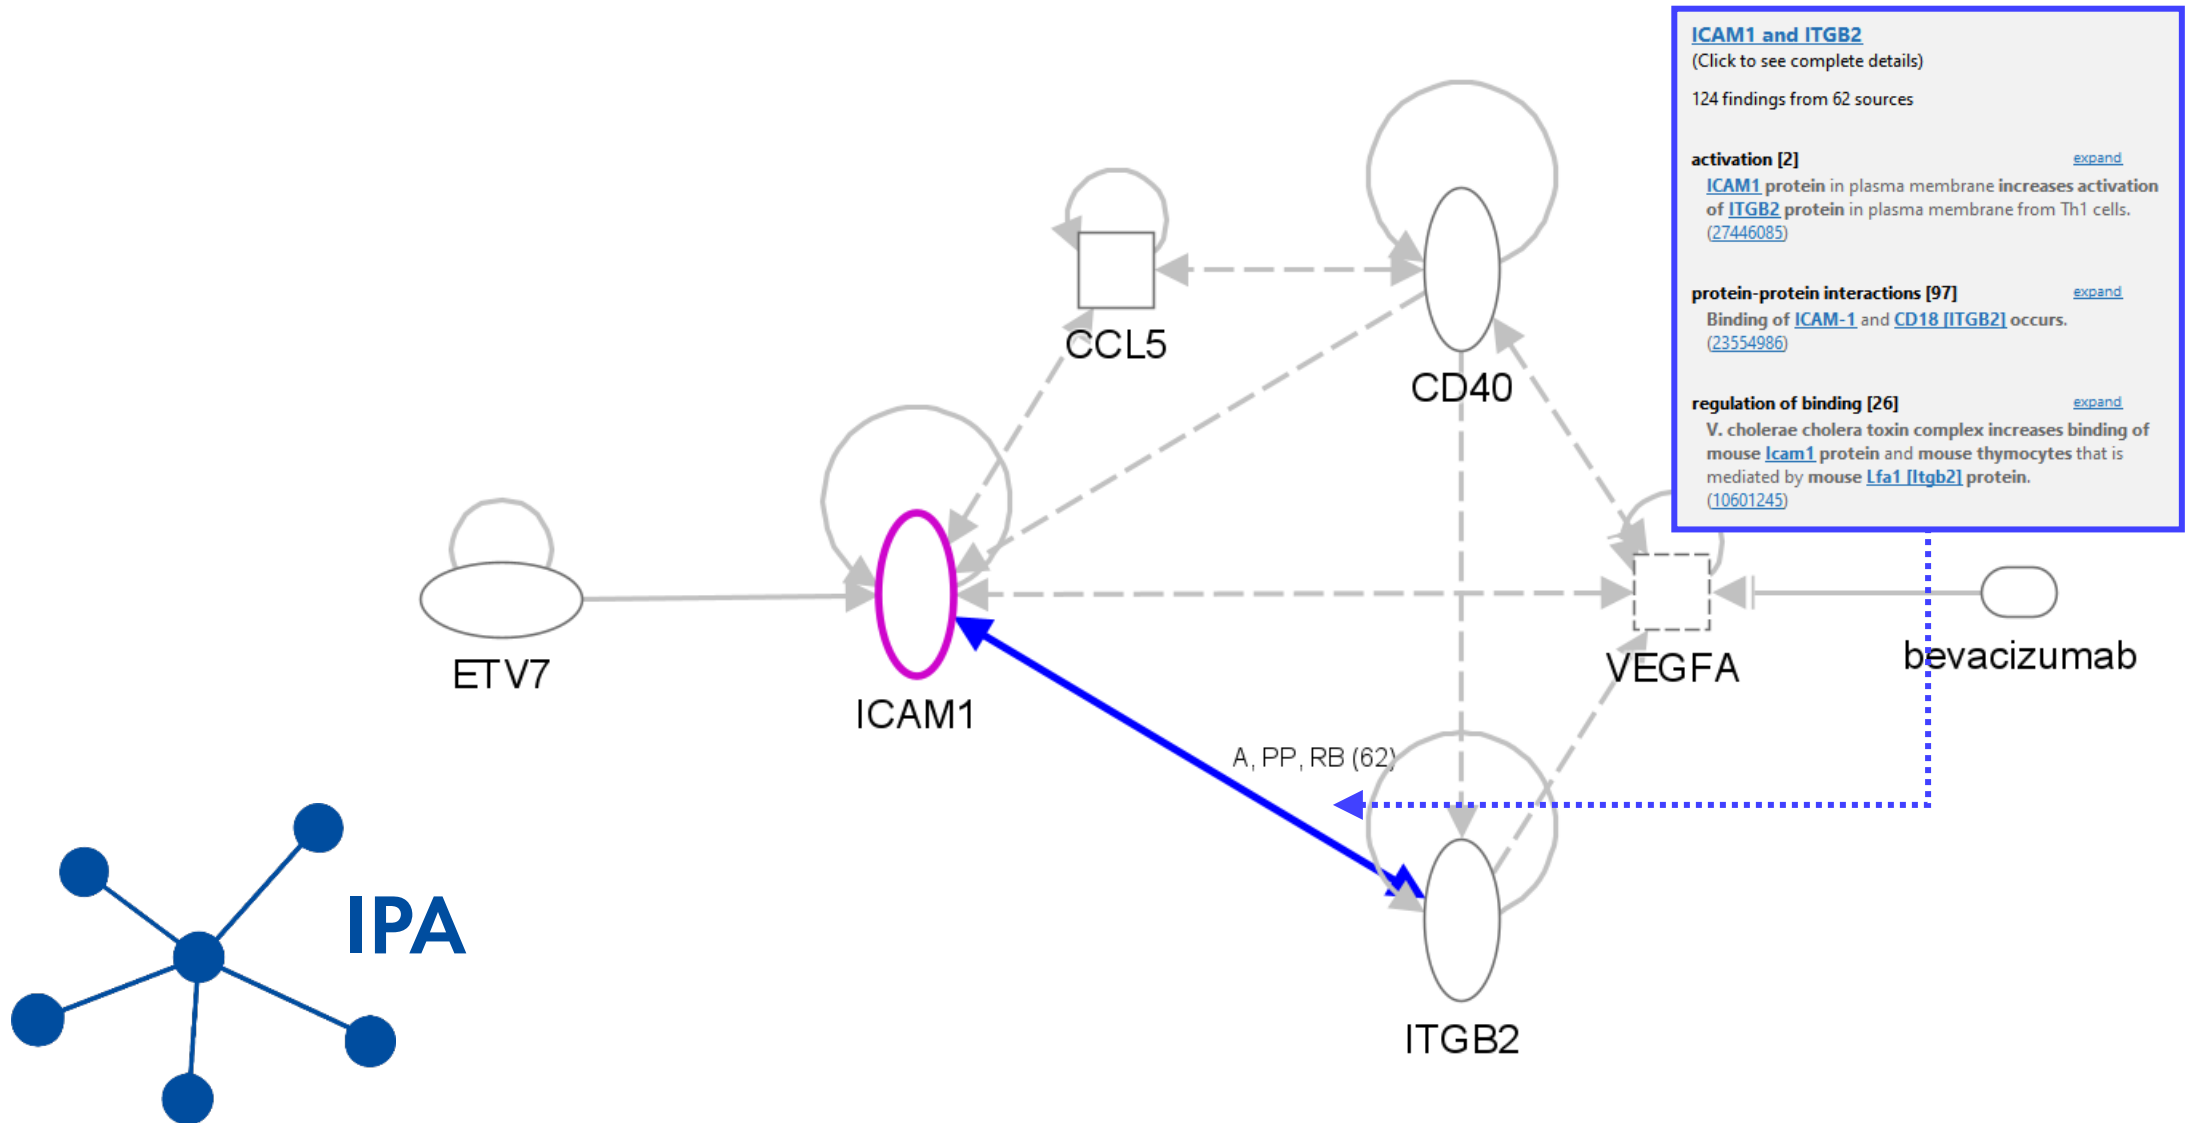 ICAM1 and ITGB2
(Click to see complete details)
124 findings from 62 sources
activation [2] expand
ICAM1 protein in plasma membrane increases activation
of ITGB2 protein in plasma membrane from Th1 cells.
(27446085)
protein-protein interactions [97] expand
Binding of ICAM-1 and CD18 [ITGB2] occurs.
(23554986)
regulation of binding [26] expand
V. cholerae cholera toxin complex increases binding of
mouse Icam1 protein and mouse thymocytes that is
mediated by mouse Lfa1 [Itgb2] protein.
(10601245)
CCL5
CD40
ETV7
ICAM1
VEGFA
bevacizumab
A, PP, RB (62)
ITGB2
IPA